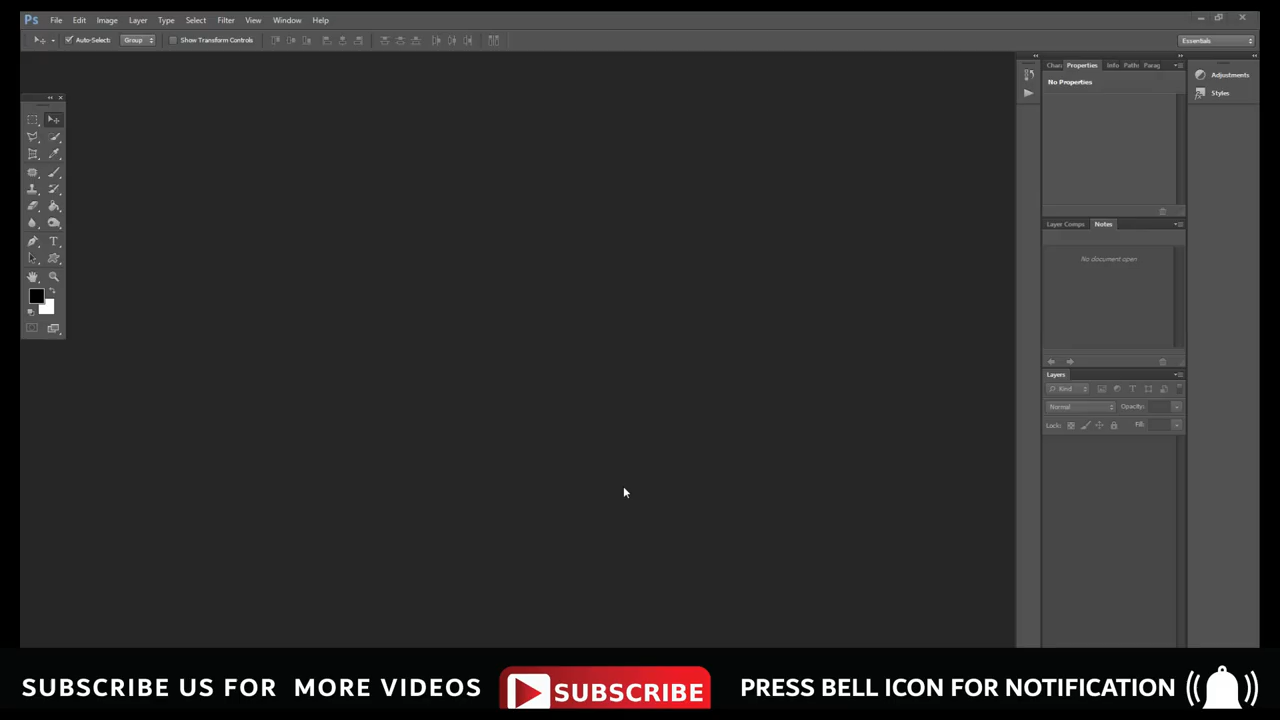 Ps File Edit Image Layer Type Select Filter View Window Help
Auto-Select: Group Show Transform Controls Essentials
Properties Info Paths Parag
Adjustments
No Properties
Styles
Layer Comps Notes
No document open
Layers
Kind
Normal Opacity:
Lock: Fill:
SUBSCRIBE US FOR MORE VIDEOS SUBSCRIBE PRESS BELL ICON FOR NOTIFICATION